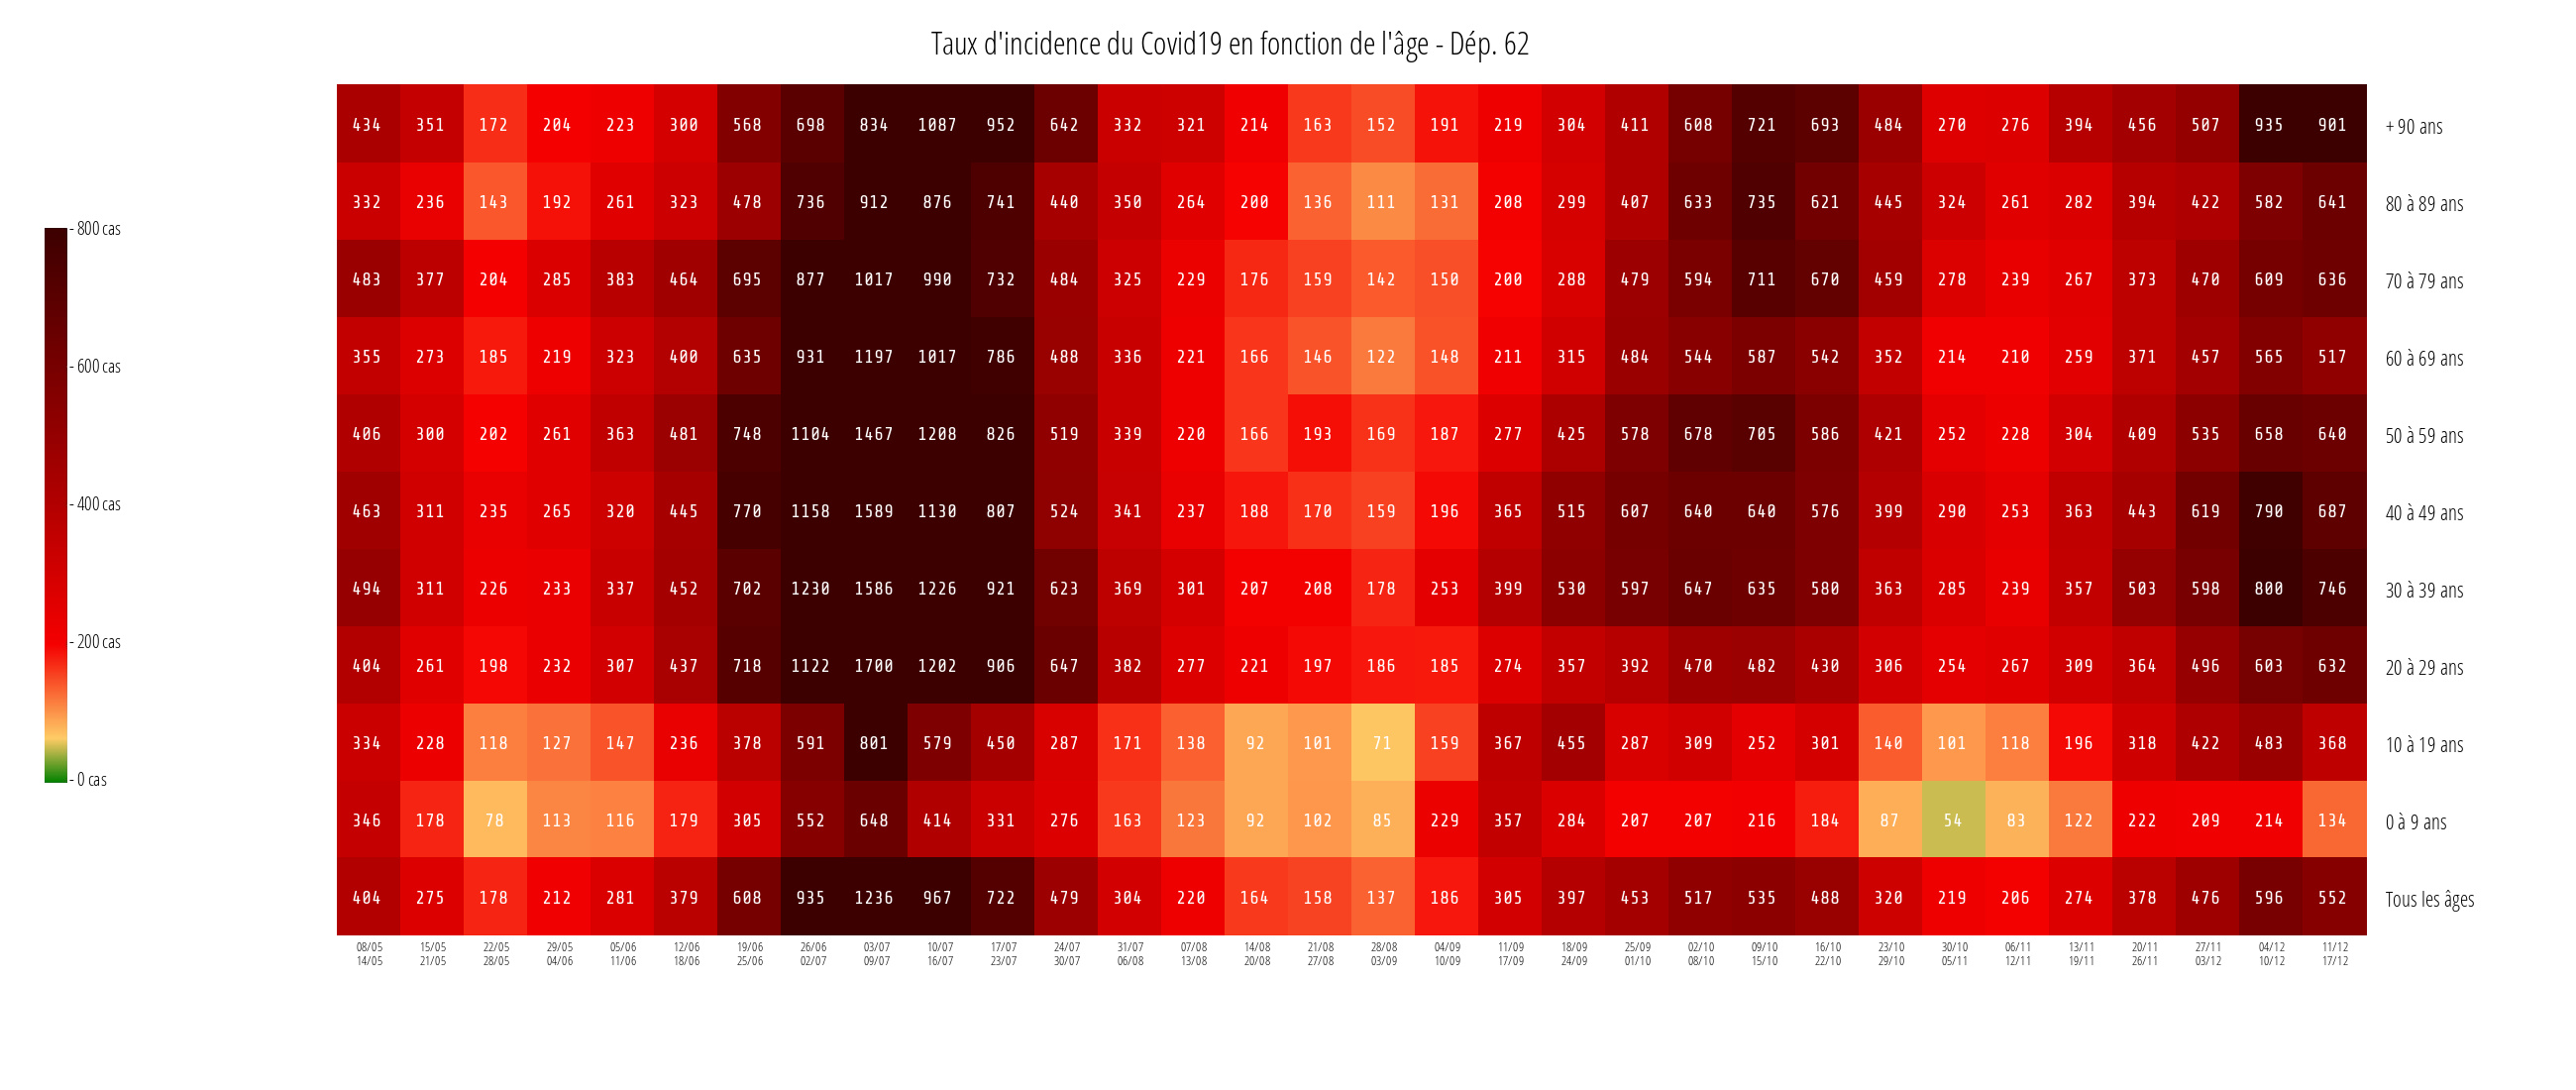 Taux d'incidence du Covid19 en fonction de l'âge - Dép. 62
434 351 172 204 223 300 568 698 834 1087 952 642 332 321 214 163 152 191 219 304 411 608 721 693 484 270 276 394 456 507 935 901 + 90 ans
332 236 143 192 261 323 478 736 912 876 741 440 350 264 200 136 111 131 208 299 407 633 735 621 445 324 261 282 394 422 582 641 80 à 89 ans
483 377 204 285 383 464 695 877 1017 990 732 484 325 229 176 159 142 150 200 288 479 594 711 670 459 278 239 267 373 470 609 636 70 à 79 ans
355 273 185 219 323 400 635 931 1197 1017 786 488 336 221 166 146 122 148 211 315 484 544 587 542 352 214 210 259 371 457 565 517 60 à 69 ans
406 300 202 261 363 481 748 1104 1467 1208 826 519 339 220 166 193 169 187 277 425 578 678 705 586 421 252 228 304 409 535 658 640 50 à 59 ans
463 311 235 265 320 445 770 1158 1589 1130 807 524 341 237 188 170 159 196 365 515 607 640 640 576 399 290 253 363 443 619 790 687 40 à 49 ans
494 311 226 233 337 452 702 1230 1586 1226 921 623 369 301 207 208 178 253 399 530 597 647 635 580 363 285 239 357 503 598 800 746 30 à 39 ans
404 261 198 232 307 437 718 1122 1700 1202 906 647 382 277 221 197 186 185 274 357 392 470 482 430 306 254 267 309 364 496 603 632 20 à 29 ans
334 228 118 127 147 236 378 591 801 579 450 287 171 138 92 101 71 159 367 455 287 309 252 301 140 101 118 196 318 422 483 368 10 à 19 ans
346 178 78 113 116 179 305 552 648 414 331 276 163 123 92 102 85 229 357 284 207 207 216 184 87 54 83 122 222 209 214 134 0 à 9 ans
404 275 178 212 281 379 608 935 1236 967 722 479 304 220 164 158 137 186 305 397 453 517 535 488 320 219 206 274 378 476 596 552 Tous les âges
08/05 15/05 22/05 29/05 05/06 12/06 19/06 26/06 03/07 10/07 17/07 24/07 31/07 07/08 14/08 21/08 28/08 04/09 11/09 18/09 25/09 02/10 09/10 16/10 23/10 30/10 06/11 13/11 20/11 27/11 04/12 11/12
14/05 21/05 28/05 04/06 11/06 18/06 25/06 02/07 09/07 16/07 23/07 30/07 06/08 13/08 20/08 27/08 03/09 10/09 17/09 24/09 01/10 08/10 15/10 22/10 29/10 05/11 12/11 19/11 26/11 03/12 10/12 17/12
- 800 cas
- 600 cas
- 400 cas
- 200 cas
- 0 cas